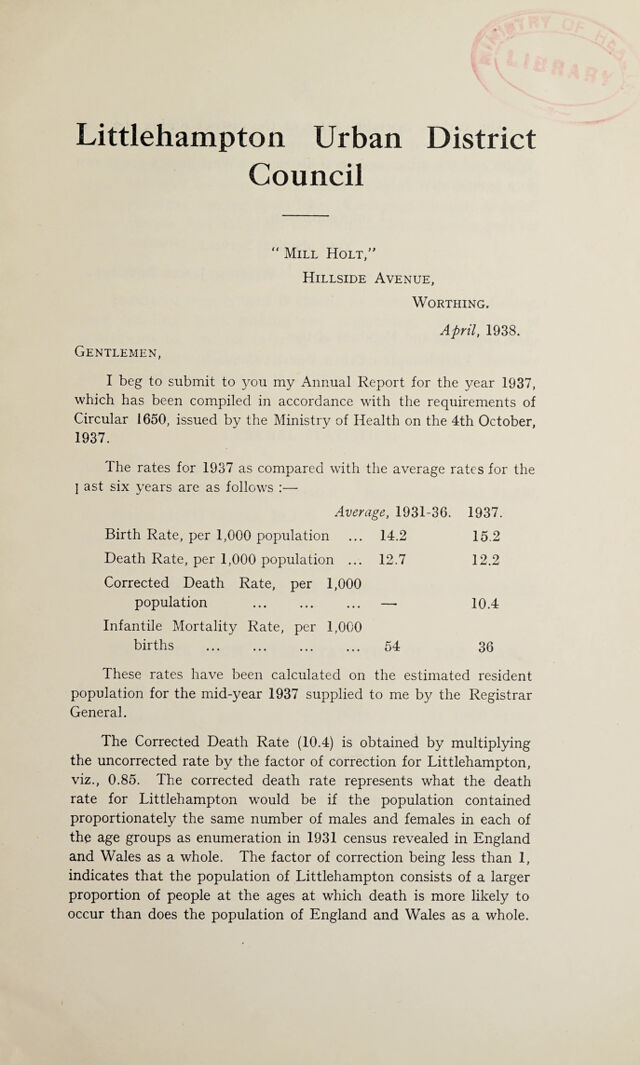 MINISTRY OF HEALTH
LIBRARY
Littlehampton Urban District
Council
“ Mill Holt,”
Hillside Avenue,
Worthing.
April, 1938.
Gentlemen,
I beg to submit to you my Annual Report for the year 1937,
which has been compiled in accordance with the requirements of
Circular 1650, issued by the Ministry of Health on the 4th October,
1937.
The rates for 1937 as compared with the average rates for the
] ast six years are as follows :—
Average, 1931-36. 1937.
Birth Rate, per 1,000 population ... 14.2 15.2
Death Rate, per 1,000 population ... 12.7 12.2
Corrected Death Rate, per 1,000
population ... ... ... — 10.4
Infantile Mortality Rate, per 1,000
births ... ... ... ... 54 36
These rates have been calculated on the estimated resident
population for the mid-year 1937 supplied to me by the Registrar
General.
The Corrected Death Rate (10.4) is obtained by multiplying
the uncorrected rate by the factor of correction for Littlehampton,
viz., 0.85. The corrected death rate represents what the death
rate for Littlehampton would be if the population contained
proportionately the same number of males and females in each of
the age groups as enumeration in 1931 census revealed in England
and Wales as a whole. The factor of correction being less than 1,
indicates that the population of Littlehampton consists of a larger
proportion of people at the ages at which death is more likely to
occur than does the population of England and Wales as a whole.